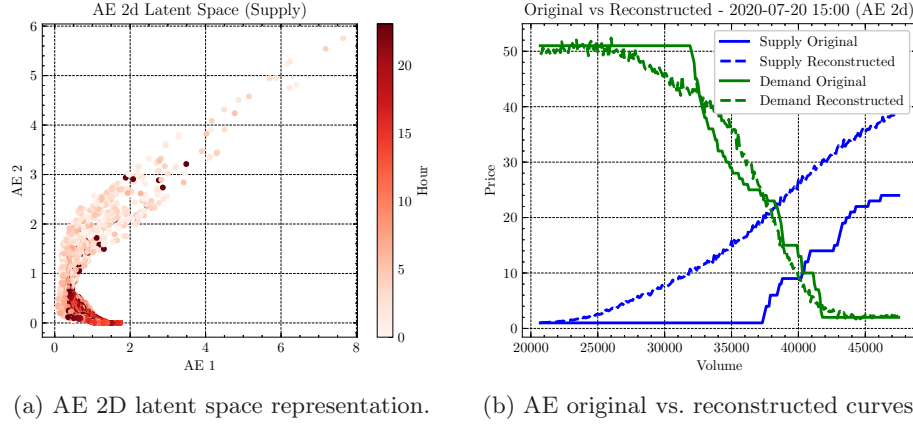 AE 2d Latent Space (Supply)
6
5
4
3
2
1
0
AE 2
0
2
4
6
8
AE 1
20
15
10
5
0
Hour
Original vs Reconstructed - 2020-07-20 15:00 (AE 2d)
50
40
30
20
10
0
Price
Supply Original
Supply Reconstructed
Demand Original
Demand Reconstructed
20000
25000
30000
35000
40000
45000
Volume
(a) AE 2D latent space representation.
(b) AE original vs. reconstructed curves